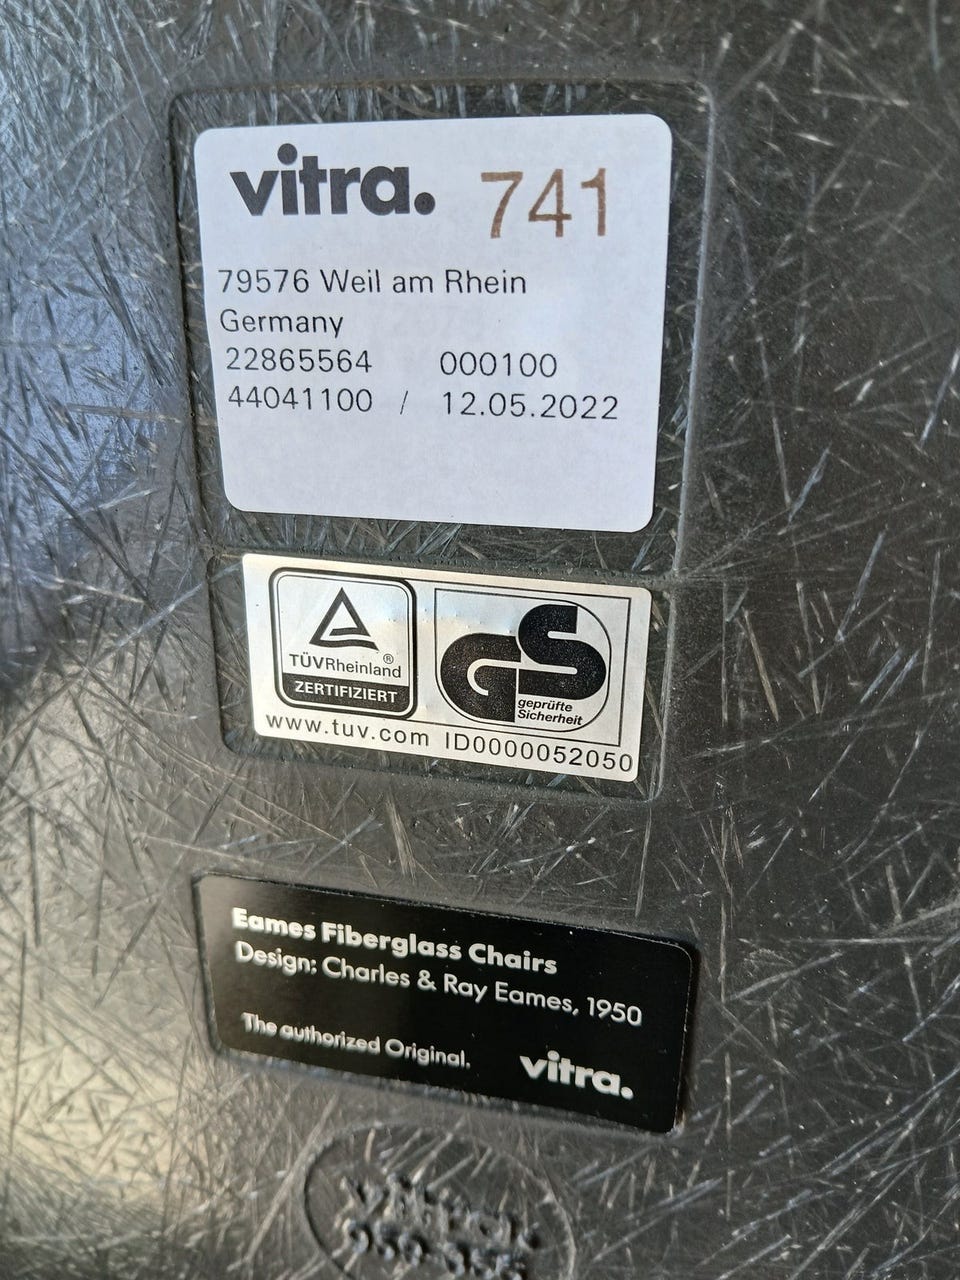 vitra. 741
79576 Weil am Rhein
Germany
22865564 000100
44041100 / 12.05.2022
TÜVRheinland®
ZERTIFIZIERT
GS
geprüfte
Sicherheit
www.tuv.com ID0000052050
Eames Fiberglass Chairs
Design: Charles & Ray Eames, 1950
The authorized Original. vitra.